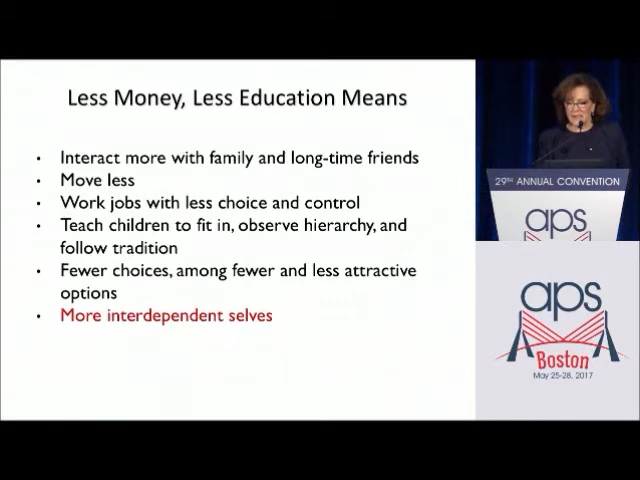 Less Money, Less Education Means
• Interact more with family and long-time friends
• Move less
• Work jobs with less choice and control
• Teach children to fit in, observe hierarchy, and
follow tradition
• Fewer choices, among fewer and less attractive
options
• More interdependent selves
29TH ANNUAL CONVENTION
aps
aps
Boston
May 25-28, 2017